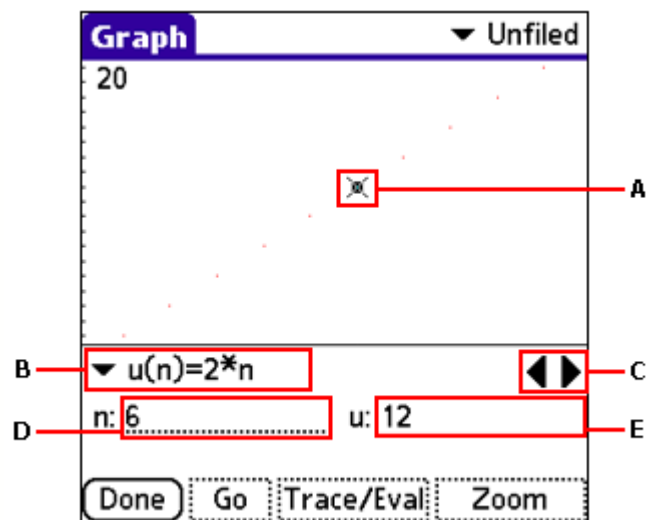 Graph Unfiled
20
A
B u(n)=2*n C
D n: 6 u: 12 E
Done Go Trace/Eval Zoom